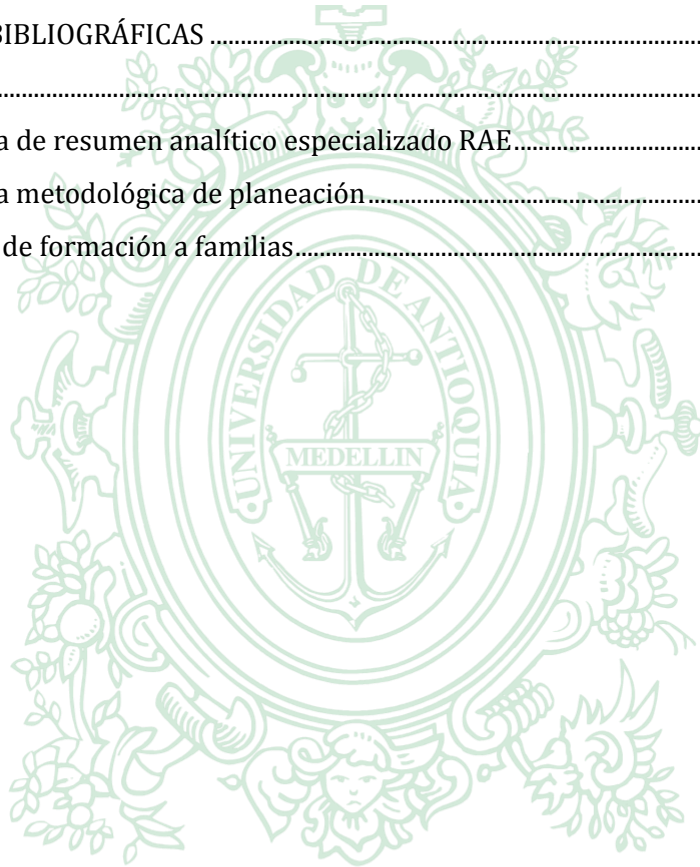 BIBLIOGRÁFICAS ........................................................................
........................................................................................................
a de resumen analítico especializado RAE....................................
a metodológica de planeación........................................................
de formación a familias....................................................................
UNIVERSIDAD DE ANTIOQUIA
MEDELLIN